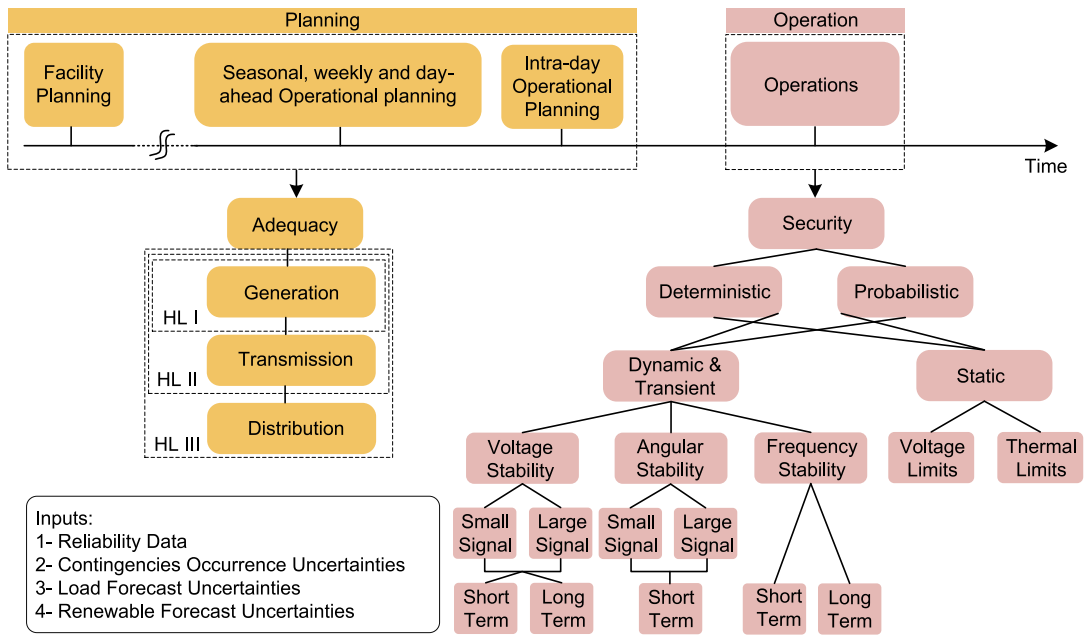 Planning
Operation
Facility
Planning
Seasonal, weekly and day-
ahead Operational planning
Intra-day
Operational
Planning
Operations
Time
Adequacy
Security
Generation
HL I
Deterministic
Probabilistic
Transmission
HL II
Dynamic &
Transient
Static
Distribution
HL III
Voltage
Stability
Angular
Stability
Frequency
Stability
Voltage
Limits
Thermal
Limits
Small
Signal
Large
Signal
Small
Signal
Large
Signal
Short
Term
Long
Term
Short
Term
Short
Term
Long
Term
Inputs:
1- Reliability Data
2- Contingencies Occurrence Uncertainties
3- Load Forecast Uncertainties
4- Renewable Forecast Uncertainties